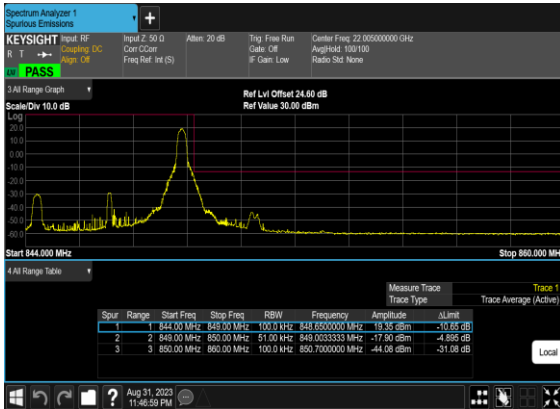 Spectrum Analyzer 1
Spurious Emissions
+
KEYSIGHT Input: RF Input Z: 50 Ω Atten: 20 dB Trig: Free Run Center Freq: 22.005000000 GHz
R T Coupling: DC Corr CCorr Gate: Off Avg|Hold: 100/100
Align: Off Freq Ref: Int (S) IF Gain: Low Radio Std: None
LXI PASS
3 All Range Graph
Ref Lvl Offset 24.60 dB
Scale/Div 10.0 dB Ref Value 30.00 dBm
Log
20.0
10.0
0.00
-10.0
-20.0
-30.0
-40.0
-50.0
-60.0
Start 844.000 MHz Stop 860.000 MH
4 All Range Table
Measure Trace Trace 1
Trace Type Trace Average (Active)
Spur Range Start Freq Stop Freq RBW Frequency Amplitude ΔLimit
1 1 844.00 MHz 849.00 MHz 100.0 kHz 848.6500000 MHz 19.35 dBm -10.65 dB
2 2 849.00 MHz 850.00 MHz 51.00 kHz 849.0033333 MHz -17.90 dBm -4.895 dB
3 3 850.00 MHz 860.00 MHz 100.0 kHz 850.7000000 MHz -44.08 dBm -31.08 dB
Local
? Aug 31, 2023
11:46:59 PM